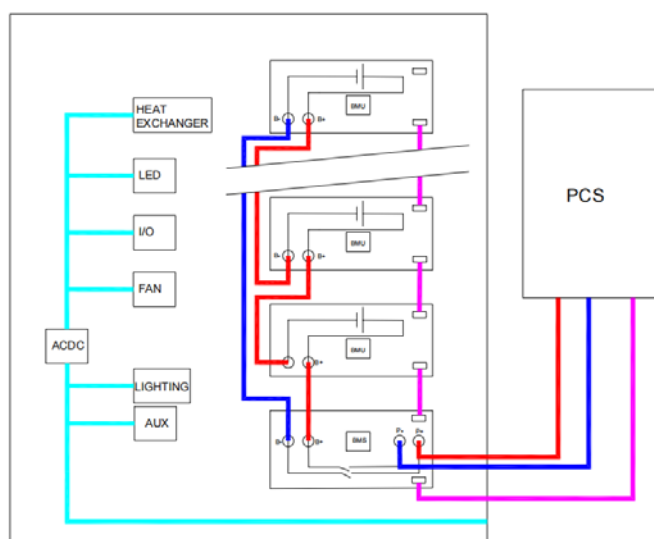 HEAT
EXCHANGER
LED
I/O
FAN
ACDC
LIGHTING
AUX
BMU
B-
B+
BMU
B-
B+
BMU
B+
BMS
B-
B+
P+
P+
PCS